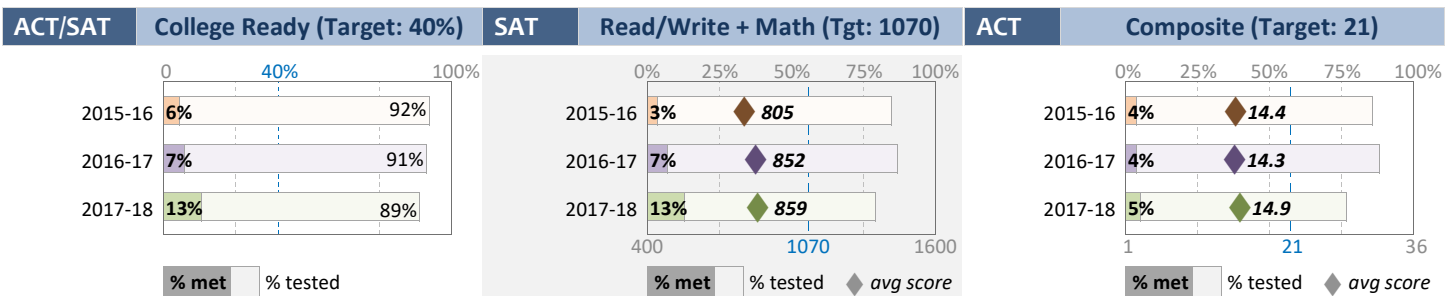 ACT/SAT College Ready (Target: 40%) SAT Read/Write + Math (Tgt: 1070) ACT Composite (Target: 21)
0 40% 100% 0% 25% 50% 75% 100% 0% 25% 50% 75% 100%
2015-16 6% 92% 2015-16 3% 805 2015-16 4% 14.4
2016-17 7% 91% 2016-17 7% 852 2016-17 4% 14.3
2017-18 13% 89% 2017-18 13% 859 2017-18 5% 14.9
400 1070 1600 1 21 36
% met % tested % met % tested avg score % met % tested avg score